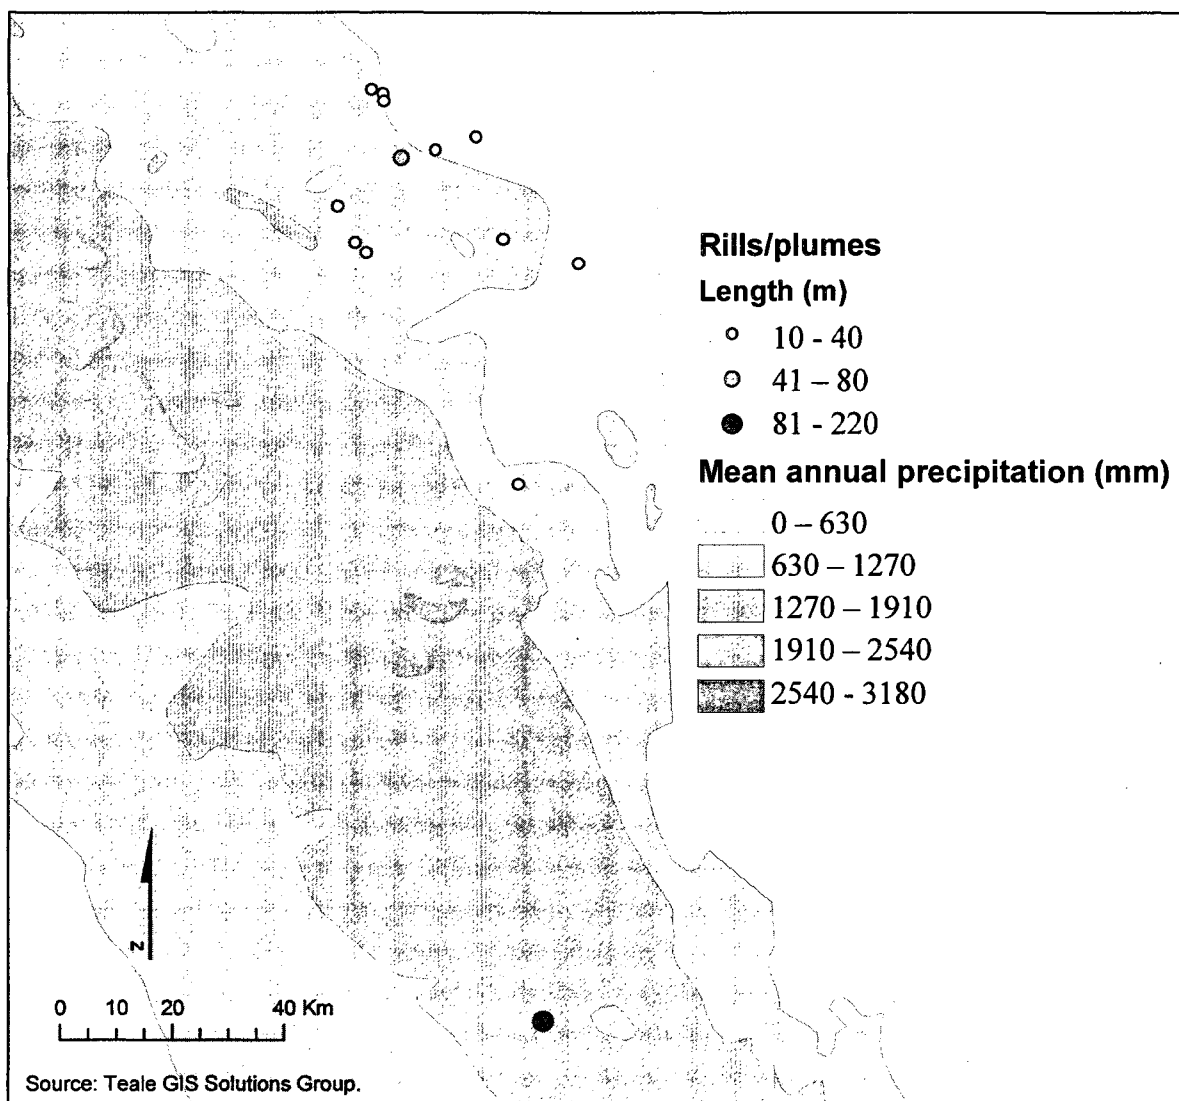 Rills/plumes
Length (m)
10 - 40
41 – 80
81 - 220
Mean annual precipitation (mm)
0 – 630
630 – 1270
1270 – 1910
1910 – 2540
2540 - 3180
N
0 10 20 40 Km
Source: Teale GIS Solutions Group.